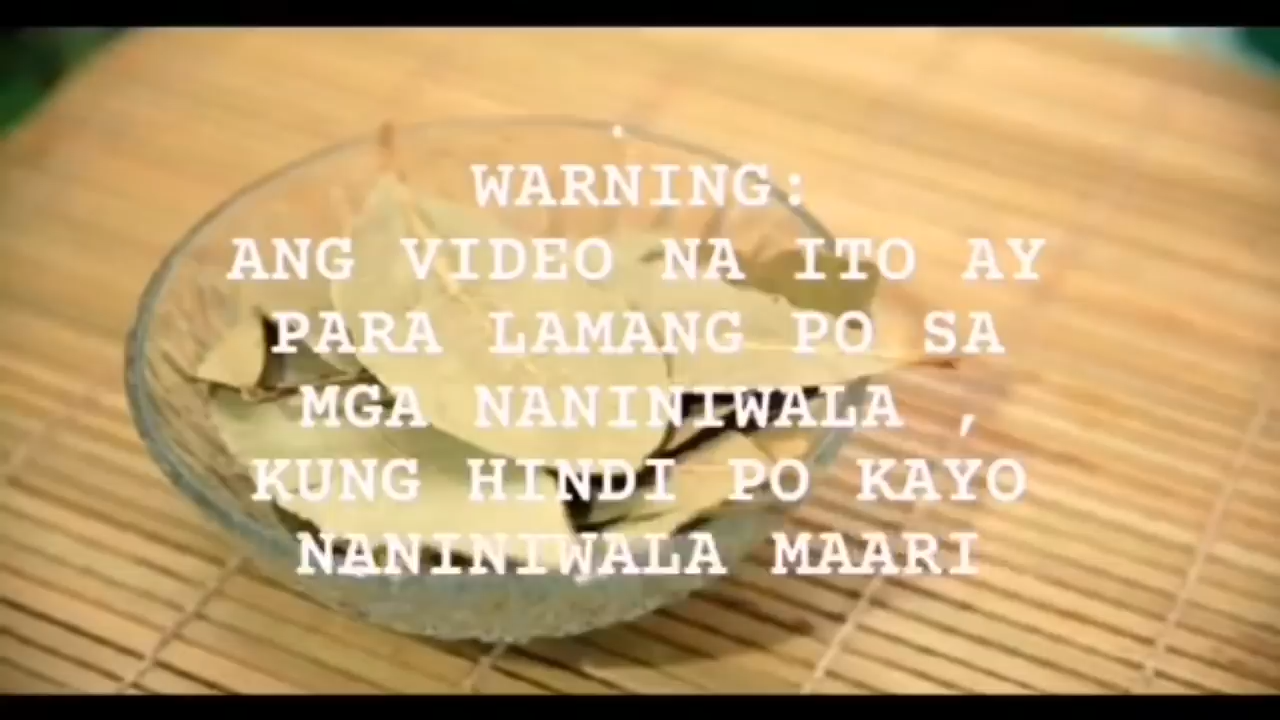 WARNING:
ANG VIDEO NA ITO AY
PARA LAMANG PO SA
MGA NANINIWALA ,
KUNG HINDI PO KAYO
NANINIWALA MAARI